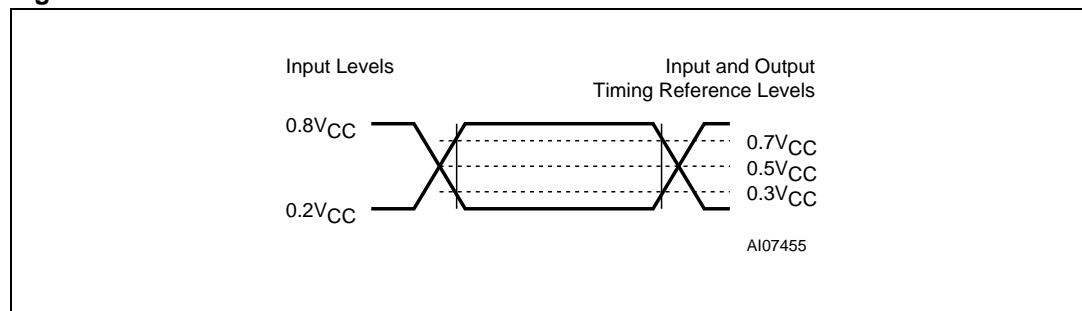 Input Levels
Input and Output
Timing Reference Levels
0.8VCC
0.7VCC
0.5VCC
0.3VCC
0.2VCC
AI07455